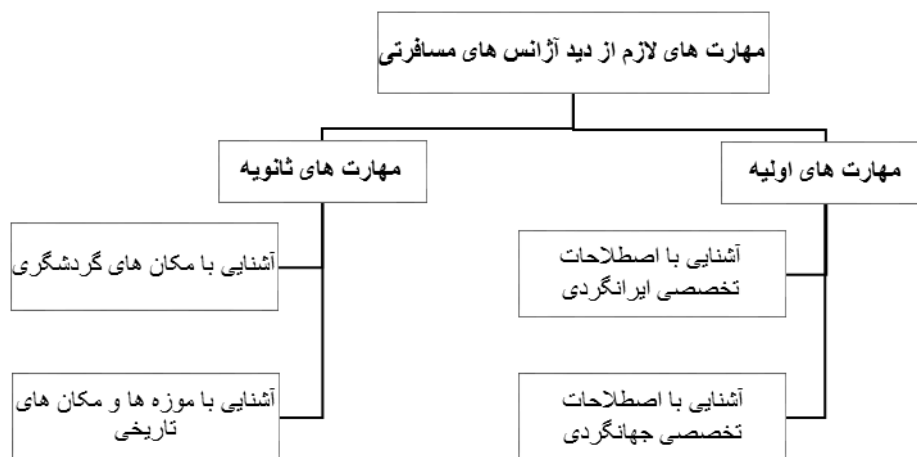 مهارت های لازم از دید آژانس های مسافرتی
مهارت های اولیه
مهارت های ثانویه
آشنایی با اصطلاحات
تخصصی ایرانگردی
آشنایی با مکان های گردشگری
آشنایی با اصطلاحات
تخصصی جهانگردی
آشنایی با موزه ها و مکان های
تاریخی